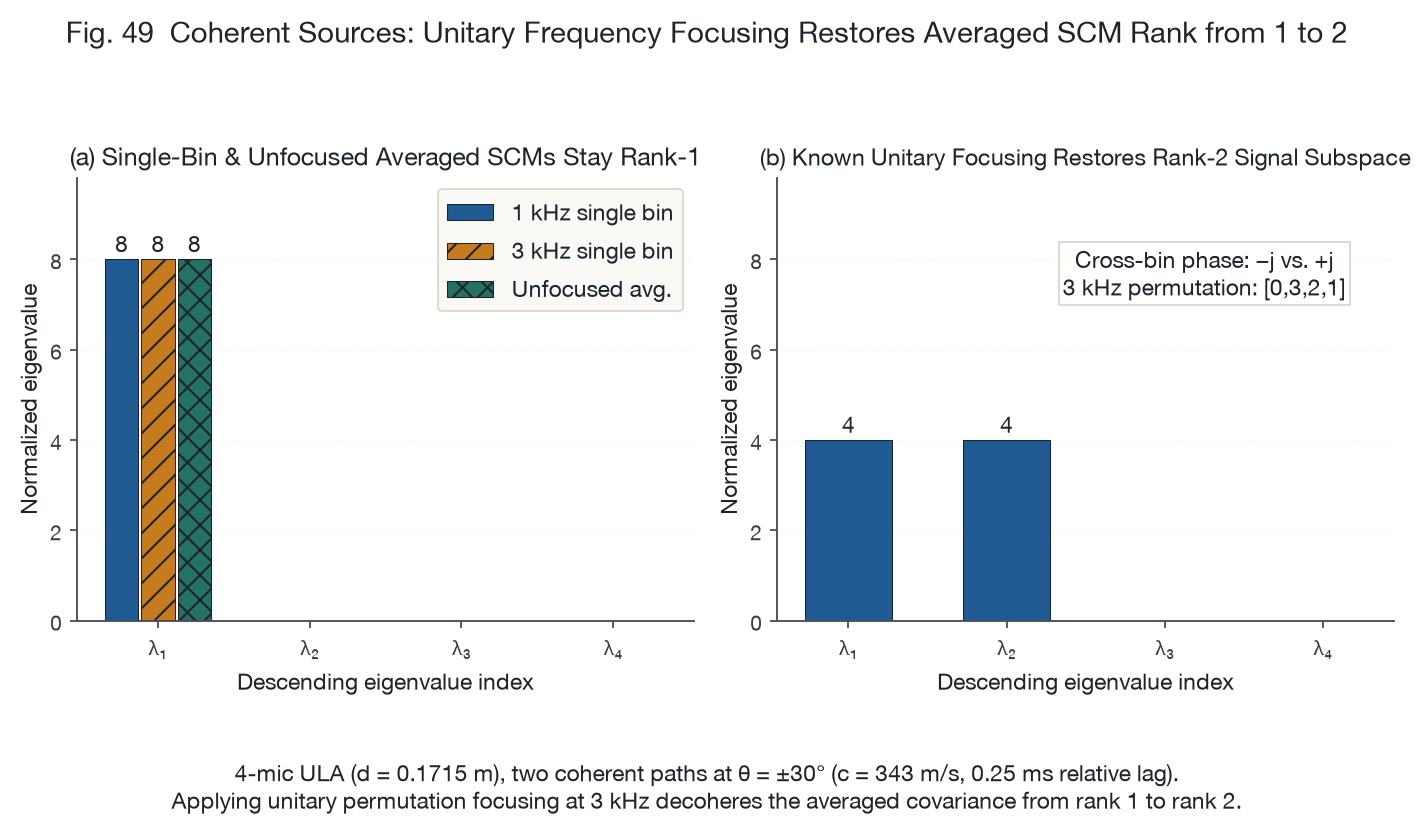 Fig. 49  Coherent Sources: Unitary Frequency Focusing Restores Averaged SCM Rank from 1 to 2
(a) Single-Bin & Unfocused Averaged SCMs Stay Rank-1
Normalized eigenvalue
8
6
4
2
0
8 8 8
1 kHz single bin
3 kHz single bin
Unfocused avg.
λ₁ λ₂ λ₃ λ₄
Descending eigenvalue index
(b) Known Unitary Focusing Restores Rank-2 Signal Subspace
Normalized eigenvalue
8
6
4
2
0
4 4
Cross-bin phase: −j vs. +j
3 kHz permutation: [0,3,2,1]
λ₁ λ₂ λ₃ λ₄
Descending eigenvalue index
4-mic ULA (d = 0.1715 m), two coherent paths at θ = ±30° (c = 343 m/s, 0.25 ms relative lag).
Applying unitary permutation focusing at 3 kHz decoheres the averaged covariance from rank 1 to rank 2.